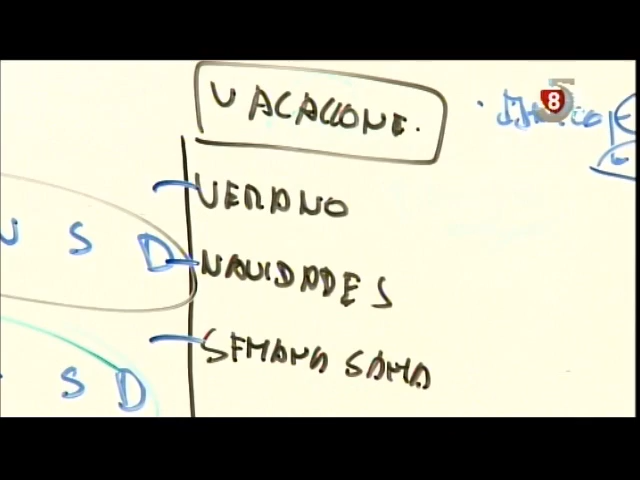 VACACIONE.
VERANO
NAVIDADES
S D
SEMANA SANTA
S D
8